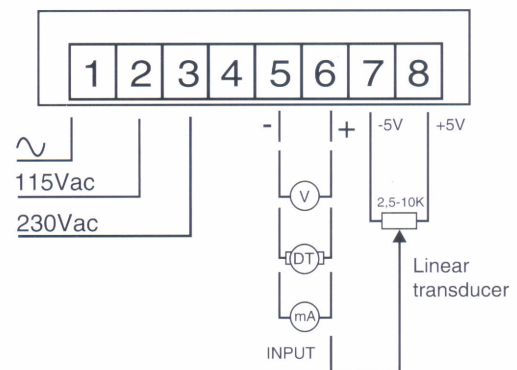 1 2 3 4 5 6 7 8
- + -5V +5V
115Vac
V
2,5-10K
230Vac
DT
Linear
transducer
mA
INPUT